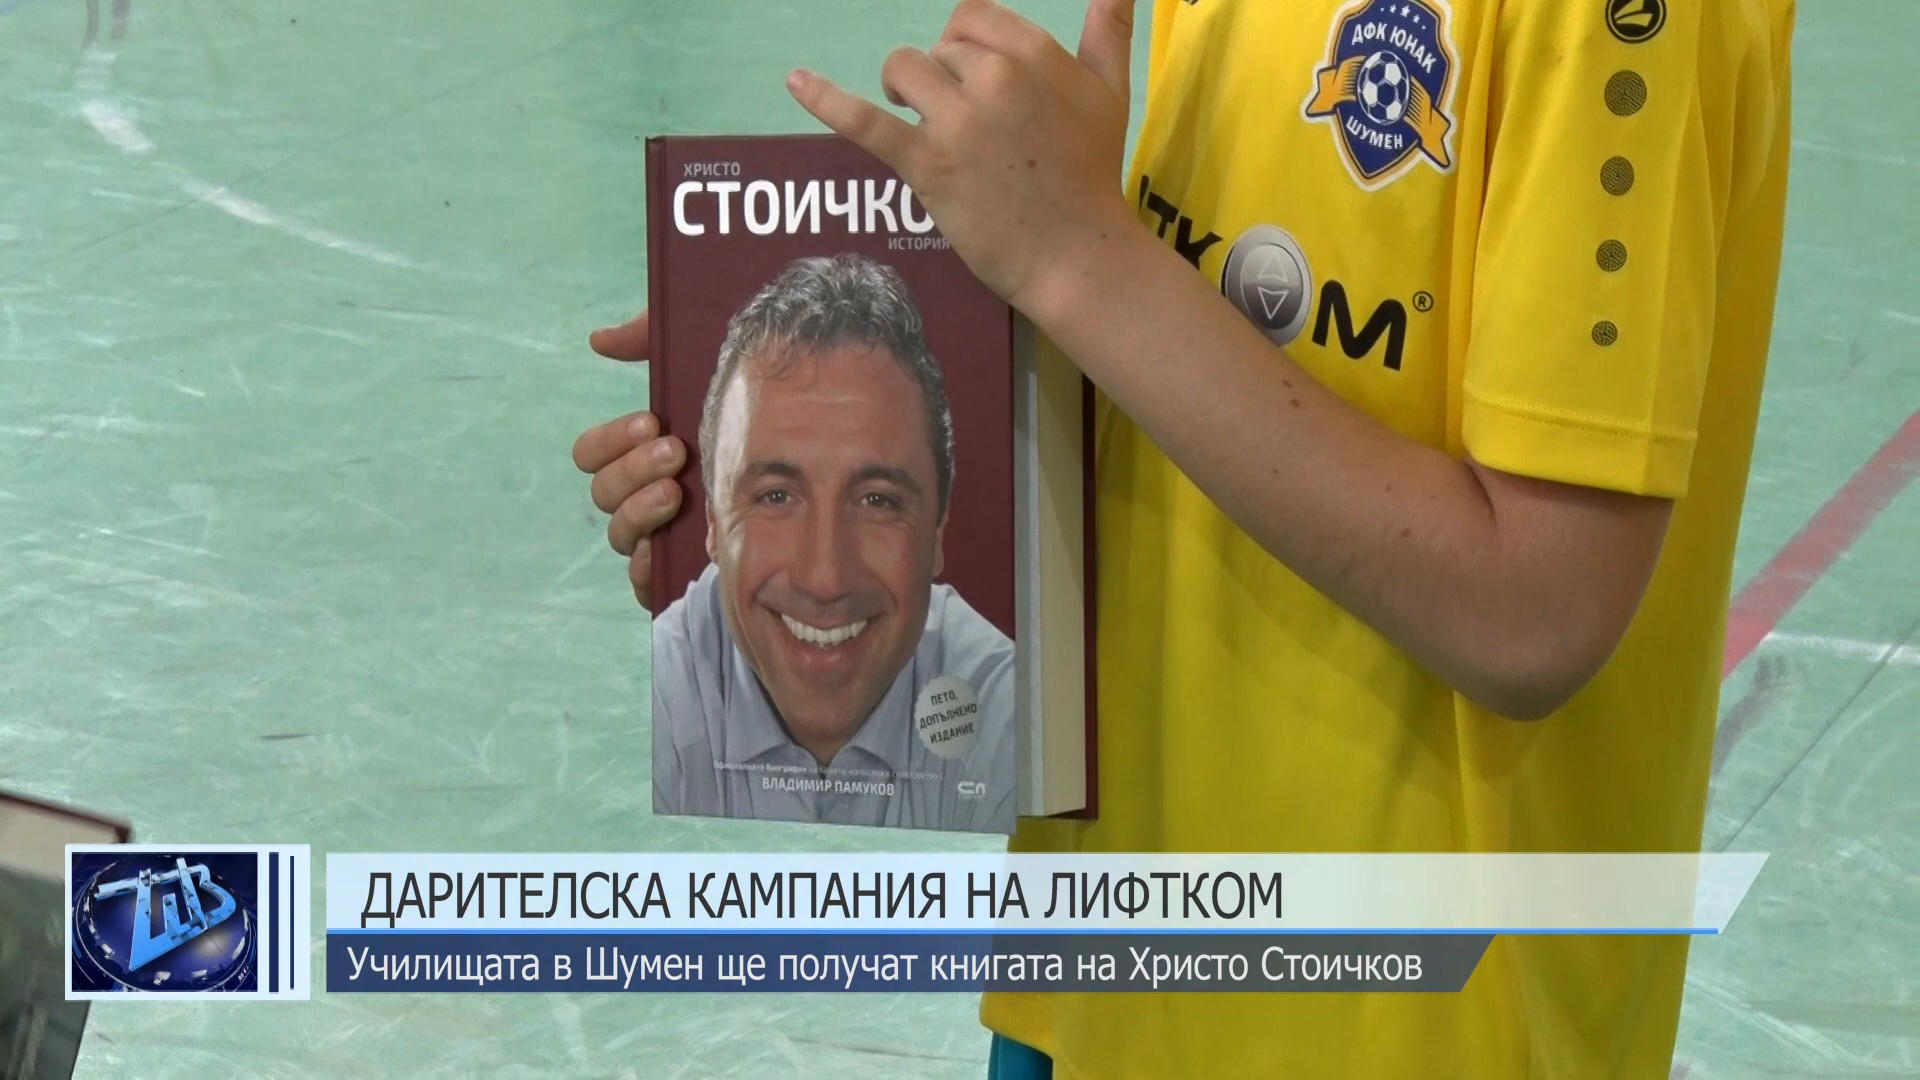 ДФК ЮНАК
ШУМЕН
ХРИСТО
СТОИЧКО
ИСТОРИЯ
М®
ПЕТО,
ДОПЪЛНЕНО
ИЗДАНИЕ
ВЛАДИМИР ПАМУКОВ
СЛ
ДАРИТЕЛСКА КАМПАНИЯ НА ЛИФТКОМ
Училищата в Шумен ще получат книгата на Христо Стоичков